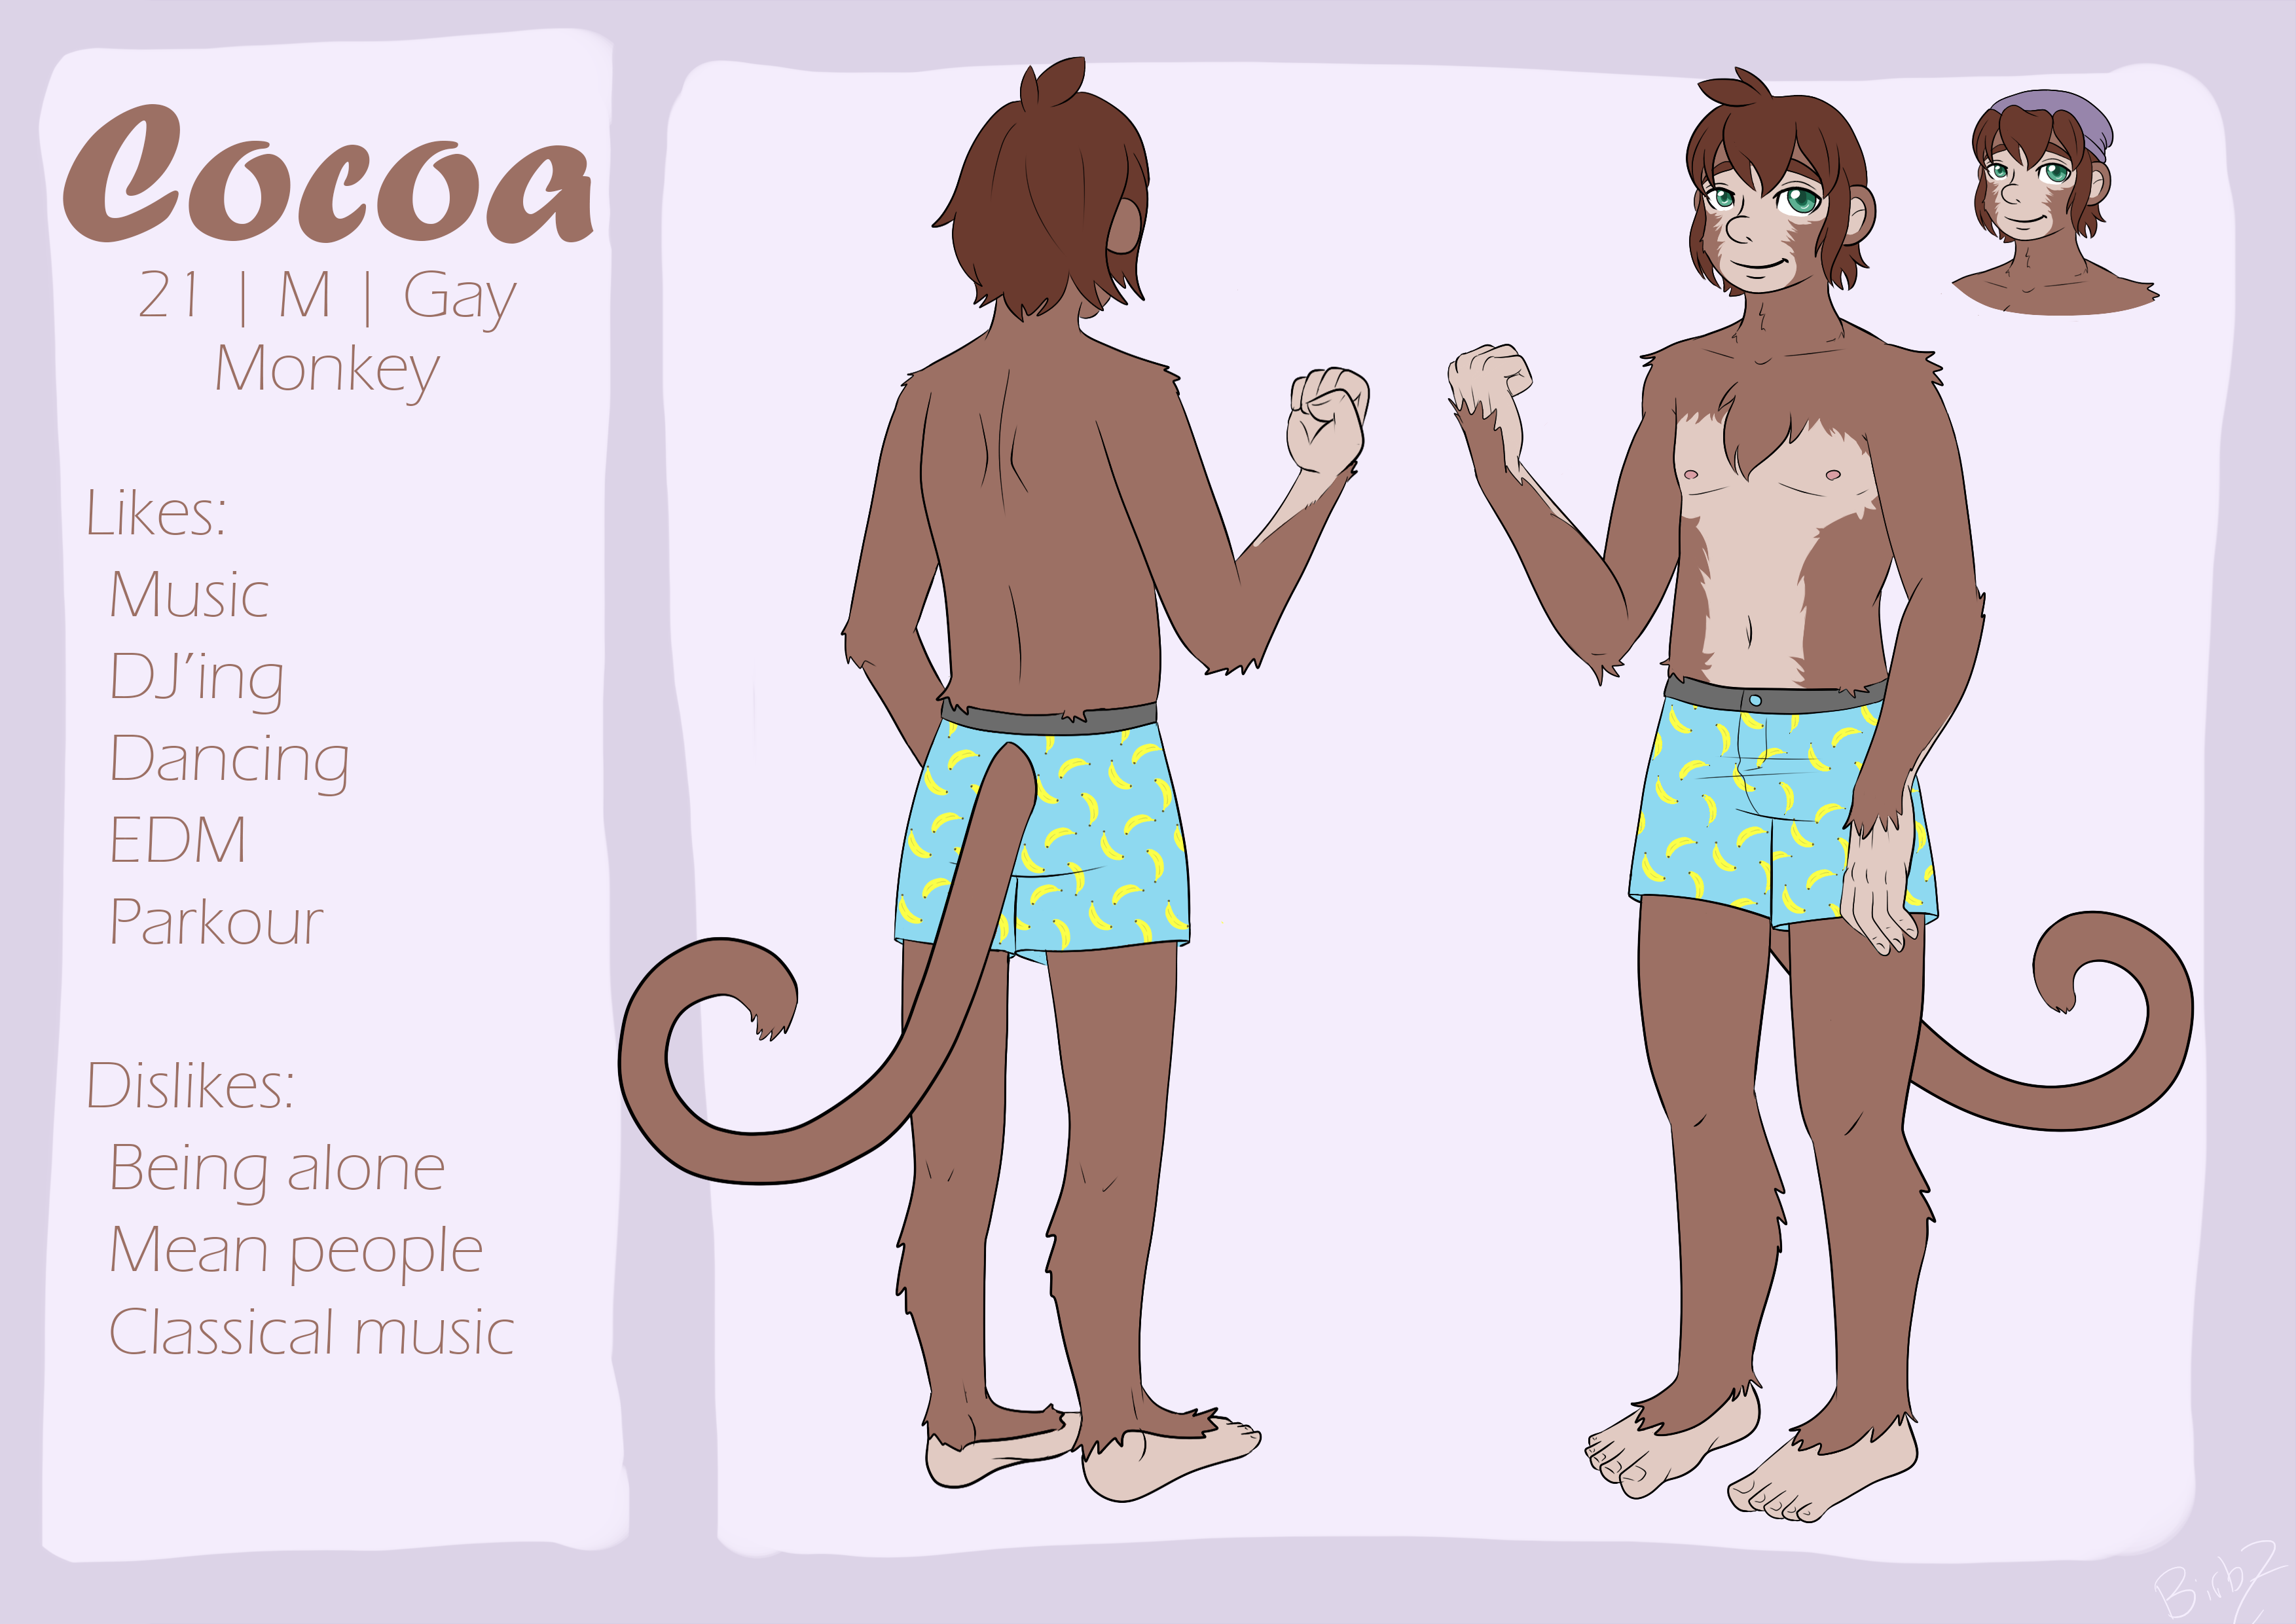 Cocoa
21 | M | Gay
Monkey
Likes:
Music
DJ'ing
Dancing
EDM
Parkour
Dislikes:
Being alone
Mean people
Classical music